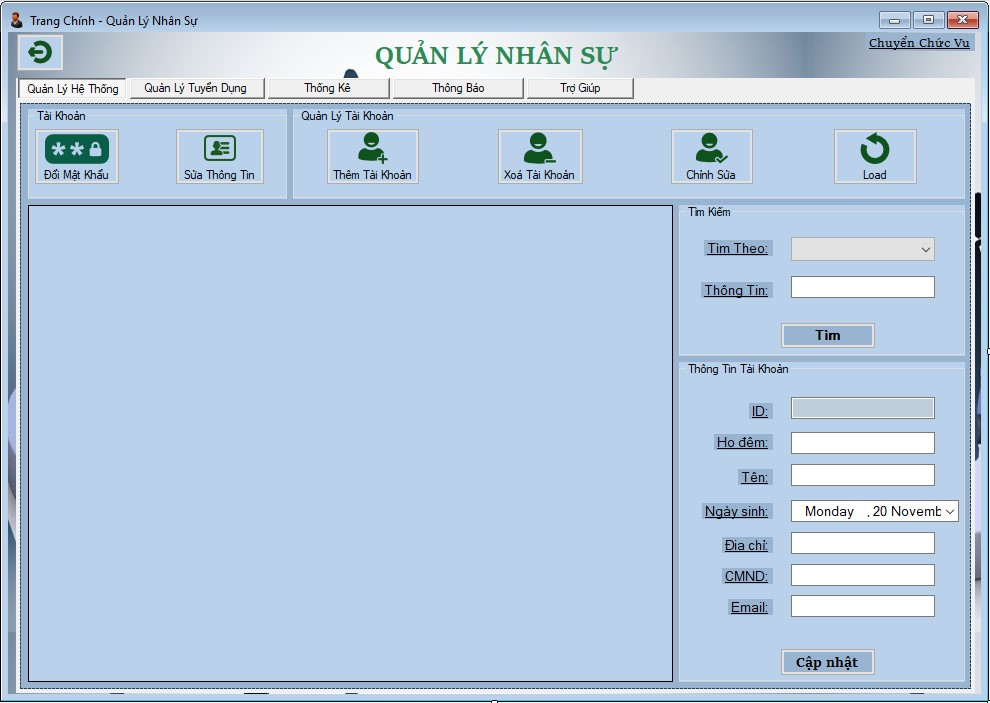 Trang Chính - Quản Lý Nhân Sự
Chuyển Chức Vụ
QUẢN LÝ NHÂN SỰ
Quản Lý Hệ Thống
Quản Lý Tuyển Dụng
Thống Kê
Thông Báo
Trợ Giúp
Tài Khoản
Đổi Mật Khẩu
Sửa Thông Tin
Quản Lý Tài Khoản
Thêm Tài Khoản
Xoá Tài Khoản
Chỉnh Sửa
Load
Tìm Kiếm
Tìm Theo:
Thông Tin:
Tìm
Thông Tin Tài Khoản
ID:
Họ đệm:
Tên:
Ngày sinh:
Monday , 20 Novemb
Địa chỉ:
CMND:
Email:
Cập nhật